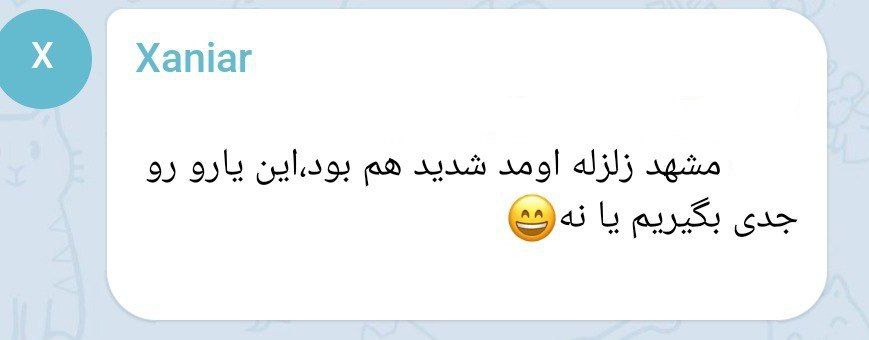 X
Xaniar
مشهد زلزله اومد شدید هم بود،این یارو رو
جدی بگیریم یا نه😄